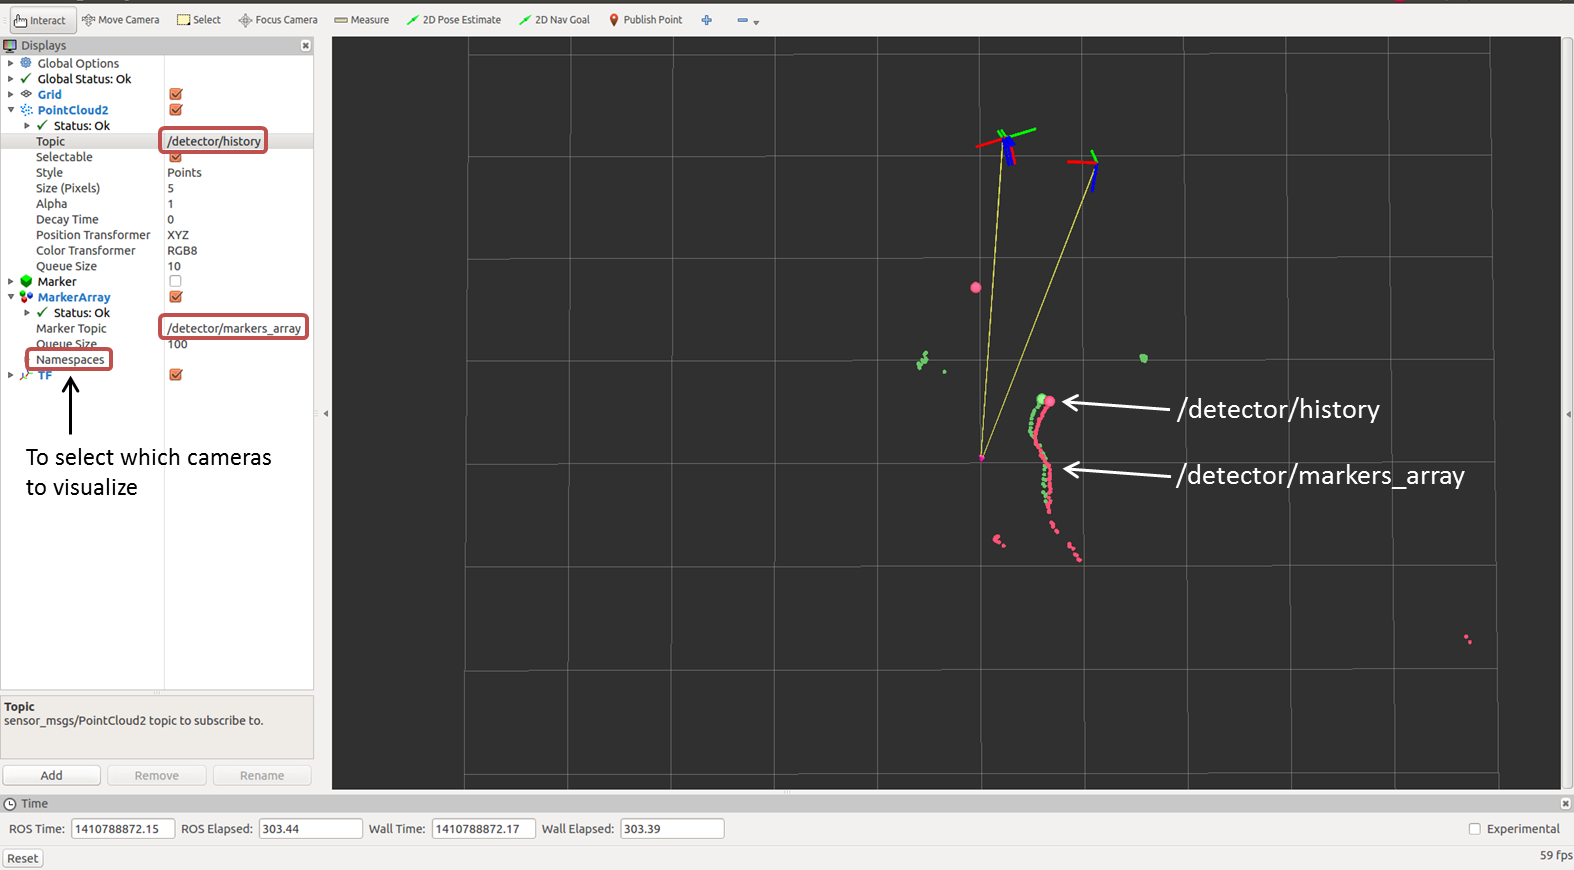 Interact Move Camera Select Focus Camera Measure 2D Pose Estimate 2D Nav Goal Publish Point
Displays
Global Options
Global Status: Ok
Grid
PointCloud2
Status: Ok
Topic /detector/history
Selectable
Style Points
Size (Pixels) 5
Alpha 1
Decay Time 0
Position Transformer XYZ
Color Transformer RGB8
Queue Size 10
Marker
MarkerArray
Status: Ok
Marker Topic /detector/markers_array
Queue Size 100
Namespaces
TF
To select which cameras
to visualize
/detector/history
/detector/markers_array
Topic
sensor_msgs/PointCloud2 topic to subscribe to.
Add Remove Rename
Time
ROS Time: 1410788872.15 ROS Elapsed: 303.44 Wall Time: 1410788872.17 Wall Elapsed: 303.39 Experimental
Reset 59 fps